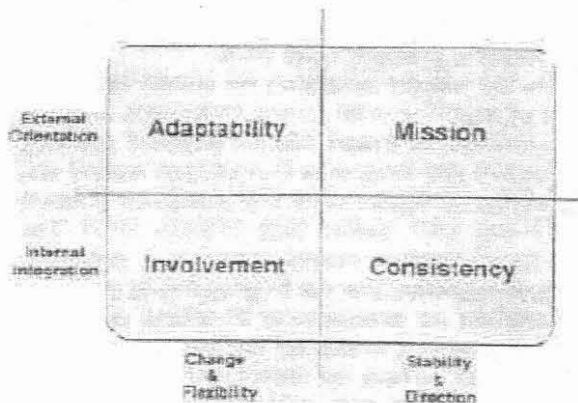 External
Orientation
Adaptability
Mission
Internal
Integration
Involvement
Consistency
Change
&
Flexibility
Stability
&
Direction